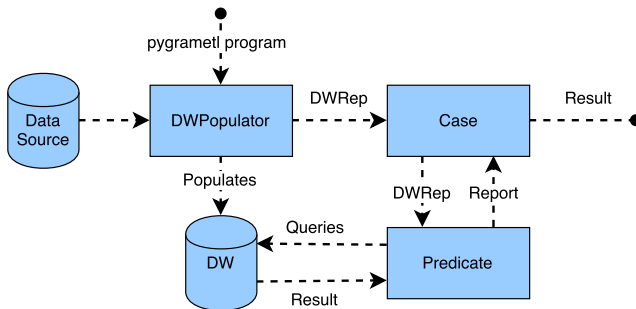 pygrametl program
Data
Source
DWPopulator
DWRep
Case
Result
Populates
DWRep
Report
Queries
DW
Predicate
Result